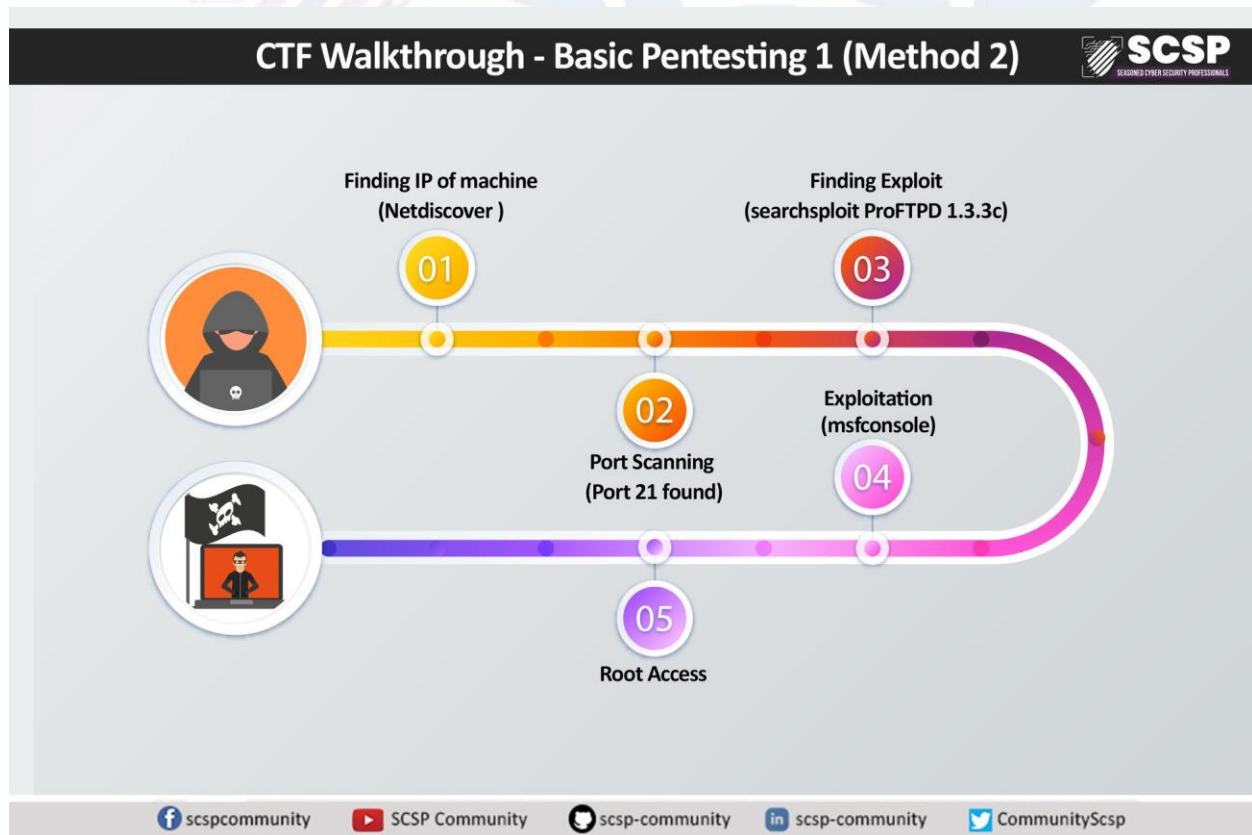 CTF Walkthrough - Basic Pentesting 1 (Method 2)
SCSP
SEASONED CYBER SECURITY PROFESSIONALS
Finding IP of machine
(Netdiscover )
01
Finding Exploit
(searchsploit ProFTPD 1.3.3c)
03
02
Port Scanning
(Port 21 found)
Exploitation
(msfconsole)
04
05
Root Access
scspcommunity
SCSP Community
scsp-community
in scsp-community
CommunityScsp